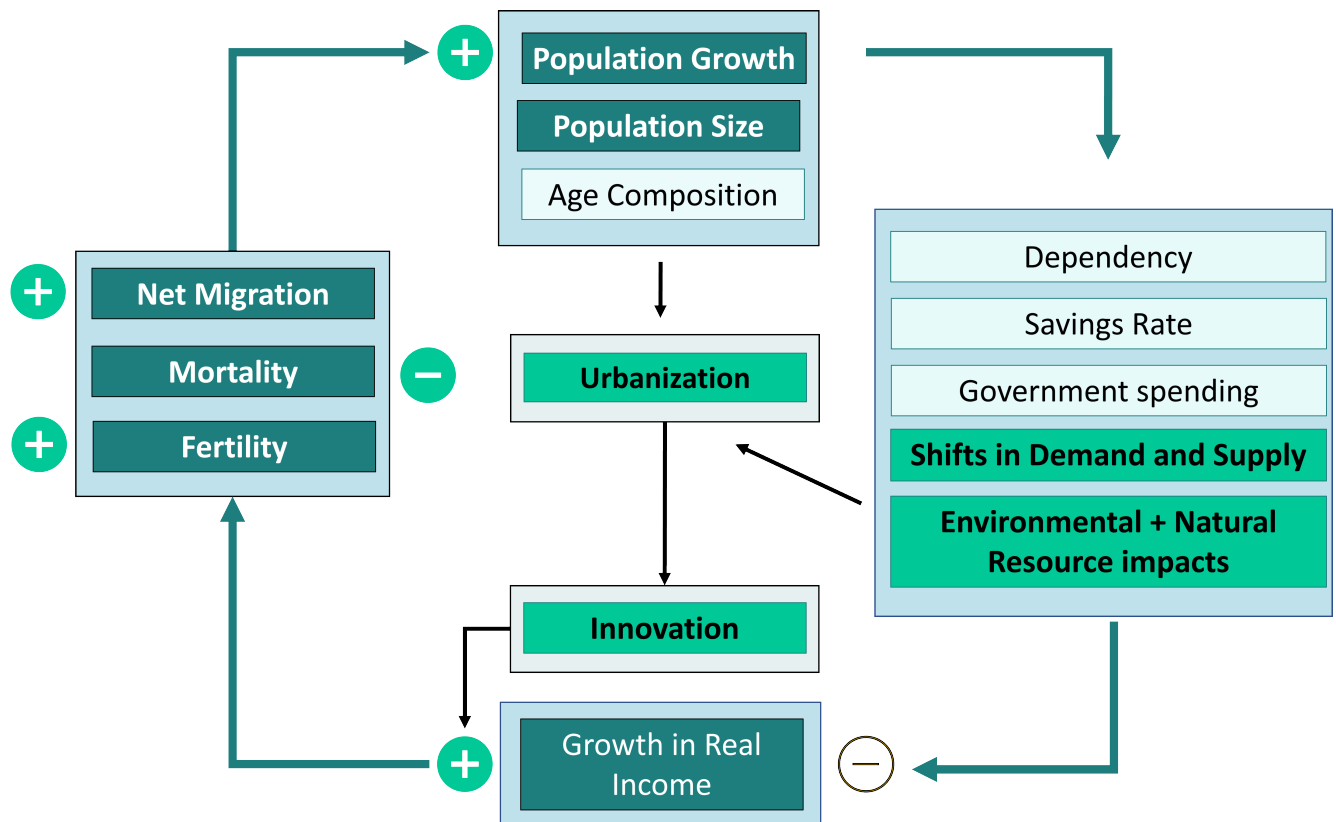 Population Growth
Population Size
Age Composition
Net Migration
Mortality
Fertility
Urbanization
Innovation
Growth in Real
Income
Dependency
Savings Rate
Government spending
Shifts in Demand and Supply
Environmental + Natural
Resource impacts